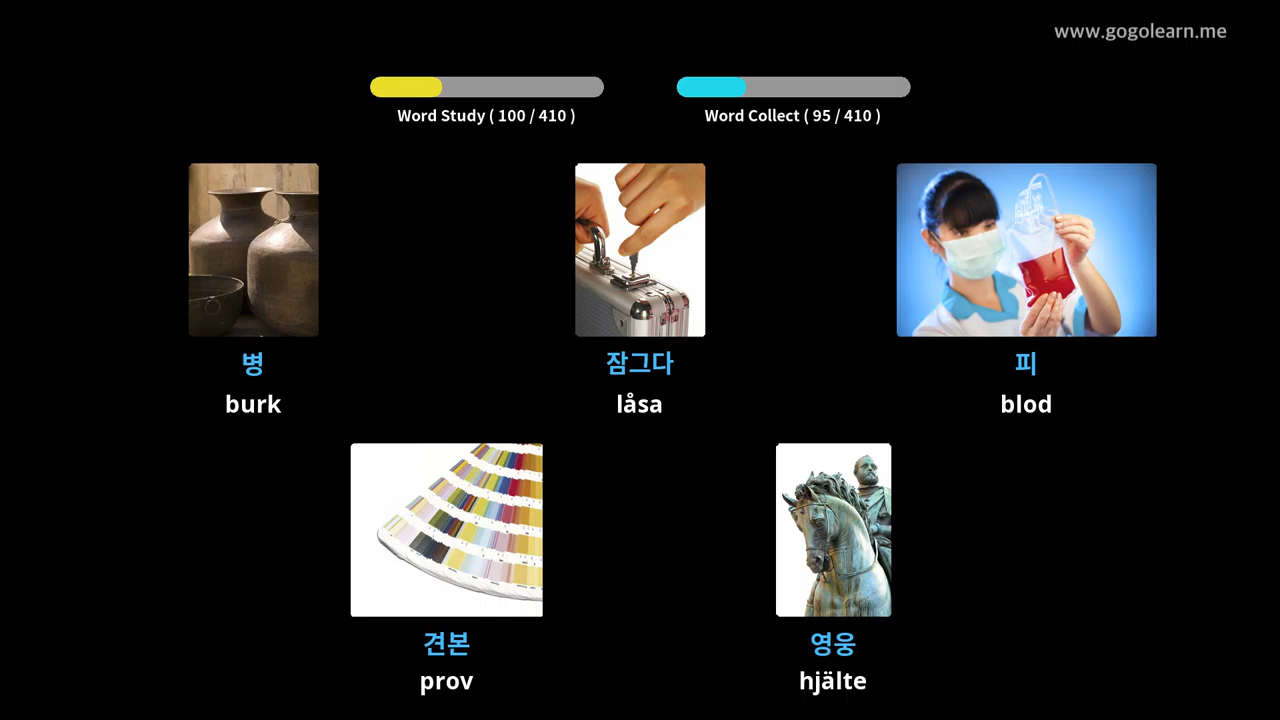 www.gogolearn.me
Word Study ( 100 / 410 )
Word Collect ( 95 / 410 )
병
burk
잠그다
låsa
피
blod
견본
prov
영웅
hjälte